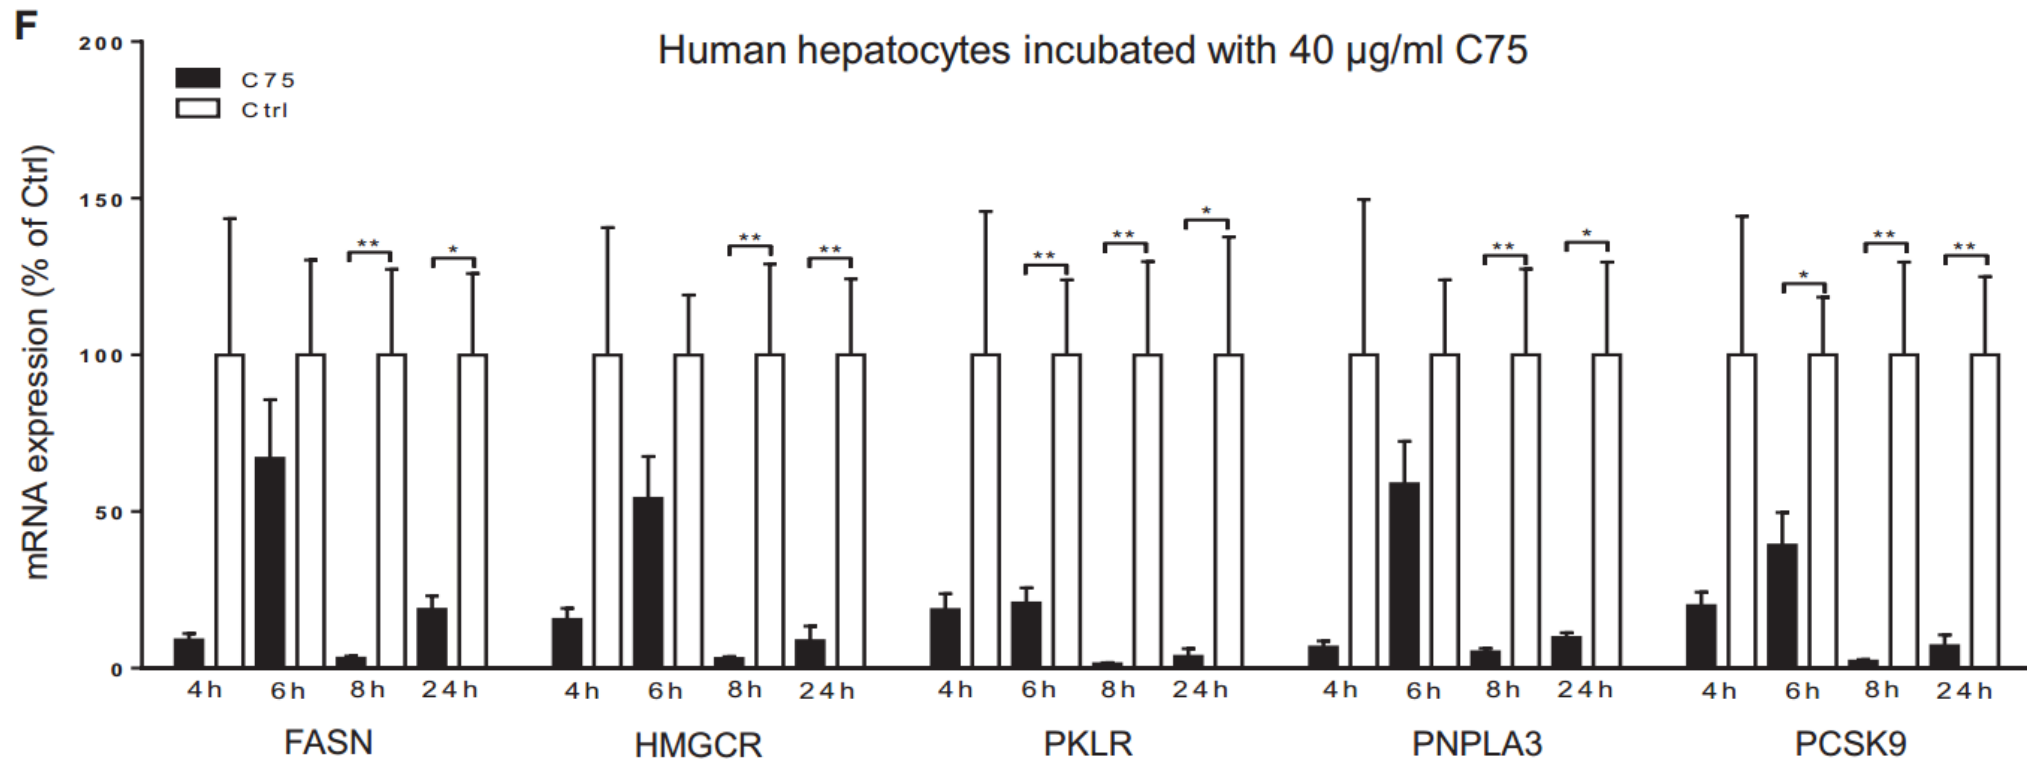 F
Human hepatocytes incubated with 40 µg/ml C75
mRNA expression (% of Ctrl)
200
150
100
50
0
C75
Ctrl
** *
** **
** ** *
** *
* ** **
4h 6h 8h 24h 4h 6h 8h 24h 4h 6h 8h 24h 4h 6h 8h 24h 4h 6h 8h 24h
FASN HMGCR PKLR PNPLA3 PCSK9